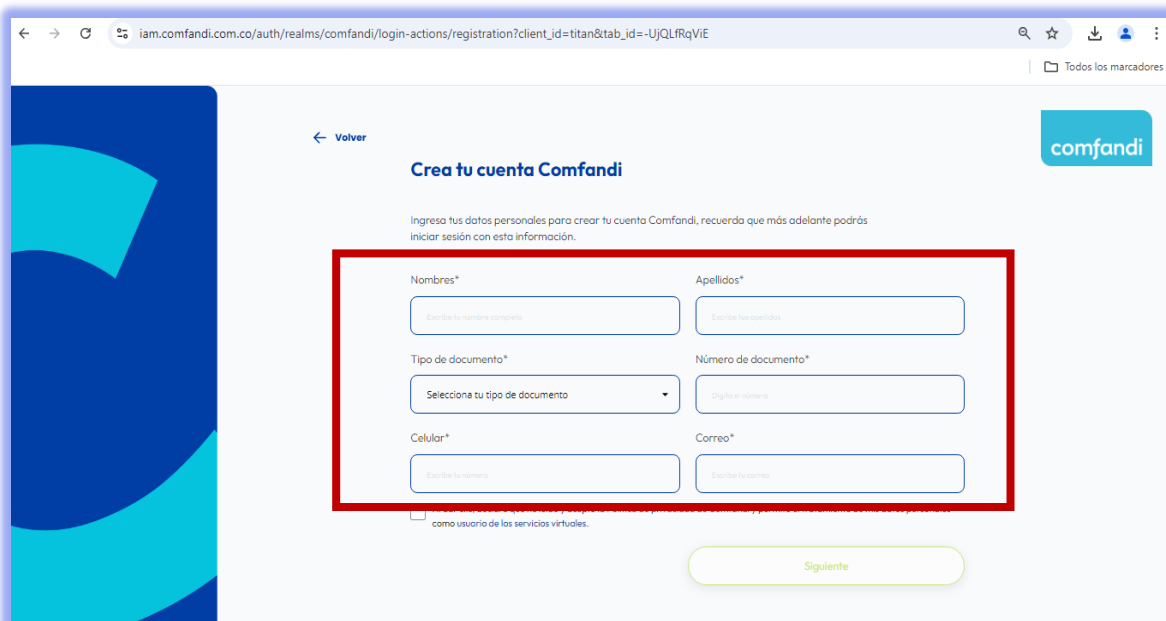 iam.comfandi.com.co/auth/realms/comfandi/login-actions/registration?client_id=titan&tab_id=-UjQLfRqViE
Todos los marcadores
Volver
comfandi
Crea tu cuenta Comfandi
Ingresa tus datos personales para crear tu cuenta Comfandi, recuerda que más adelante podrás
iniciar sesión con esta información.
Nombres* Apellidos*
Escribe tu nombre completo Escribe tus apellidos
Tipo de documento* Número de documento*
Selecciona tu tipo de documento Digita el número
Celular* Correo*
Escribe tu número Escribe tu correo
como usuario de los servicios virtuales.
Siguiente